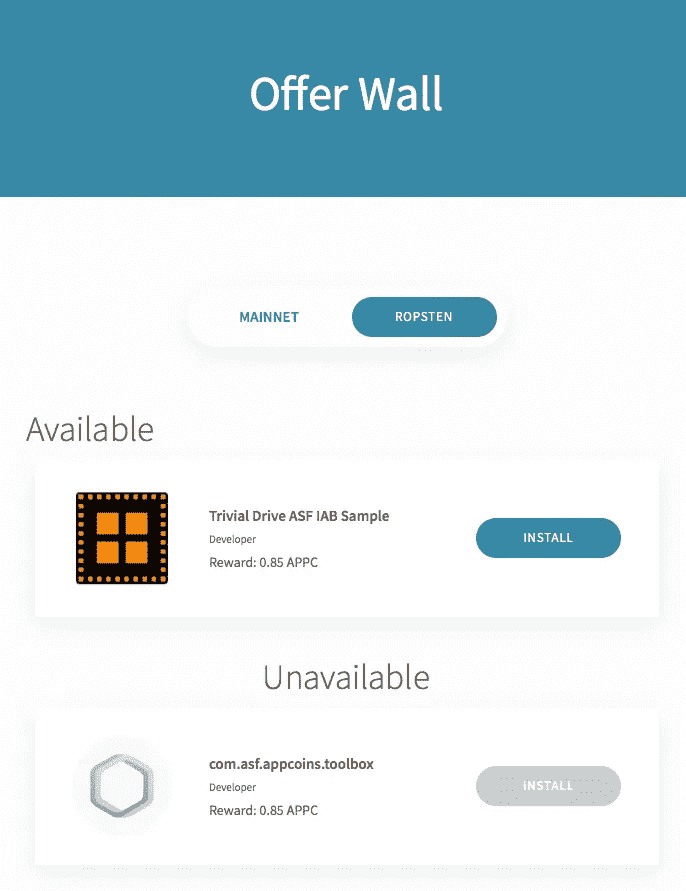 Offer Wall
MAINNET
ROPSTEN
Available
Trivial Drive ASF IAB Sample
Developer
Reward: 0.85 APPC
INSTALL
Unavailable
com.asf.appcoins.toolbox
Developer
Reward: 0.85 APPC
INSTALL